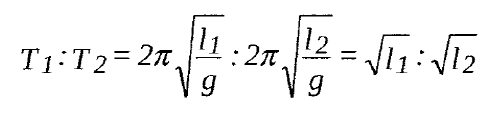 T₁ : T₂ = 2π√(l₁/g) : 2π√(l₂/g) = √l₁ : √l₂